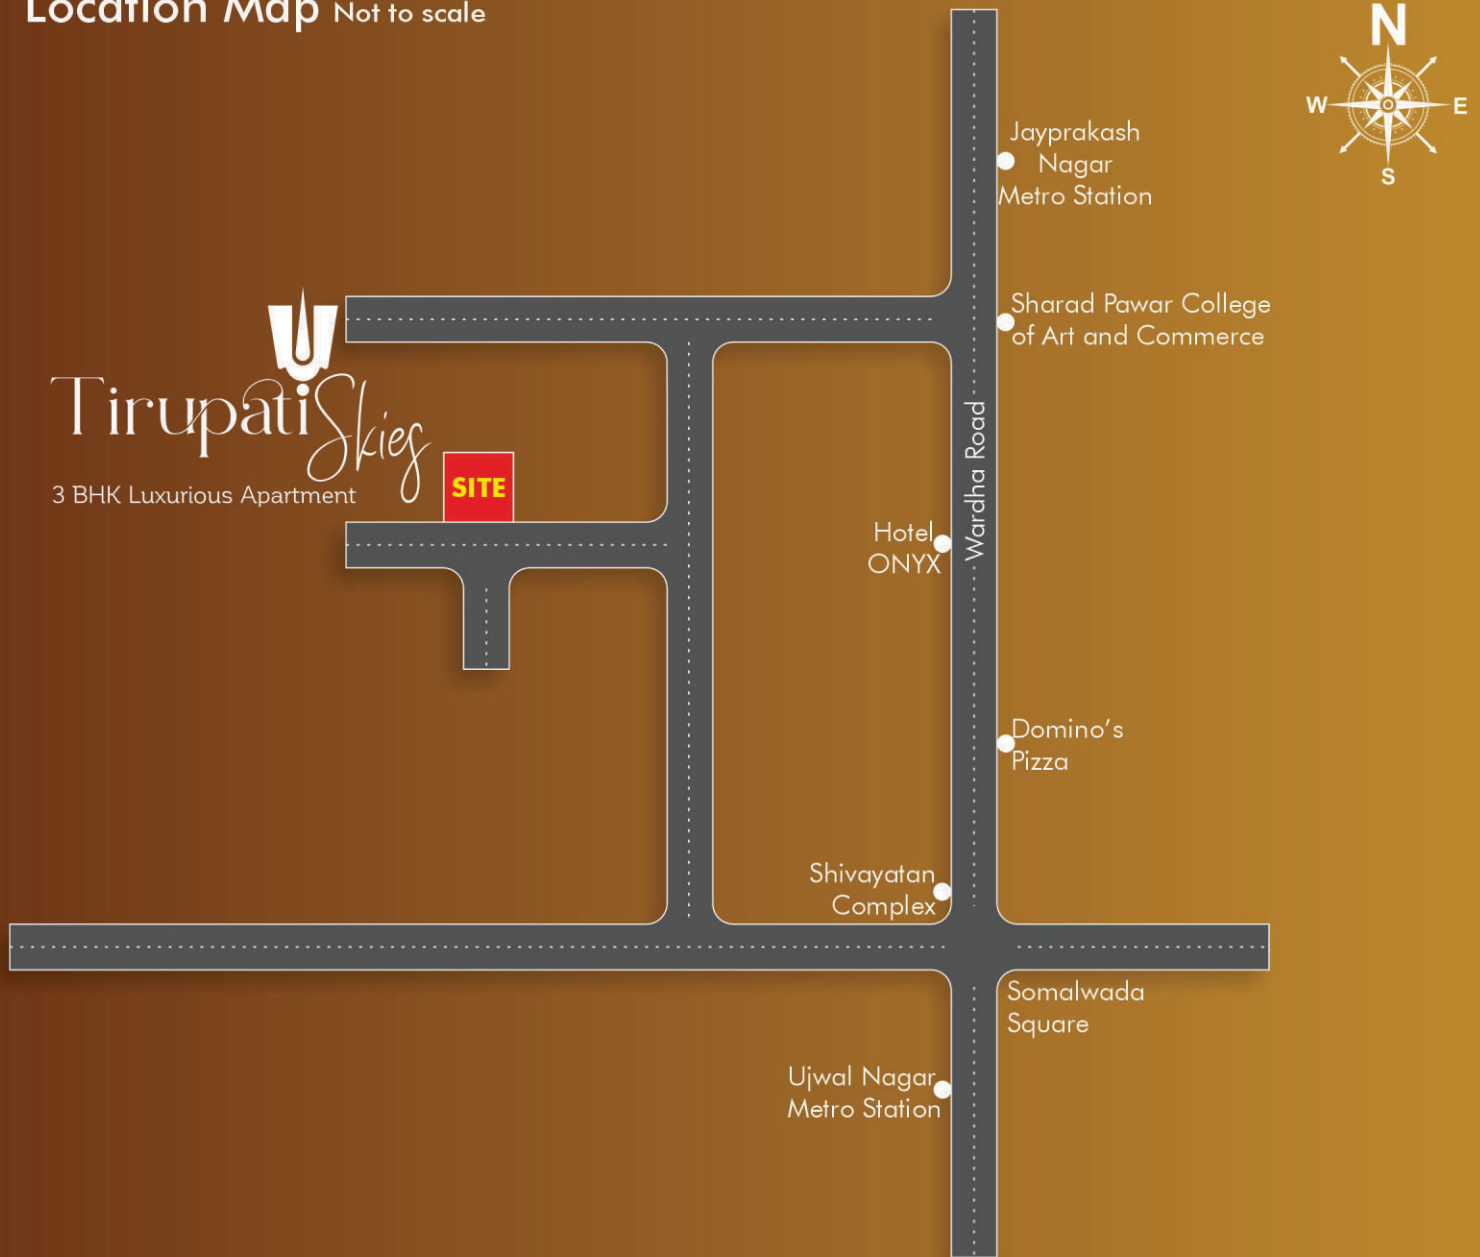 Location Map Not to scale
N
W E
S
Jayprakash
Nagar
Metro Station
Sharad Pawar College
of Art and Commerce
Tirupati Skies
3 BHK Luxurious Apartment
SITE
Wardha Road
Hotel
ONYX
Domino's
Pizza
Shivayatan
Complex
Somalwada
Square
Ujwal Nagar
Metro Station